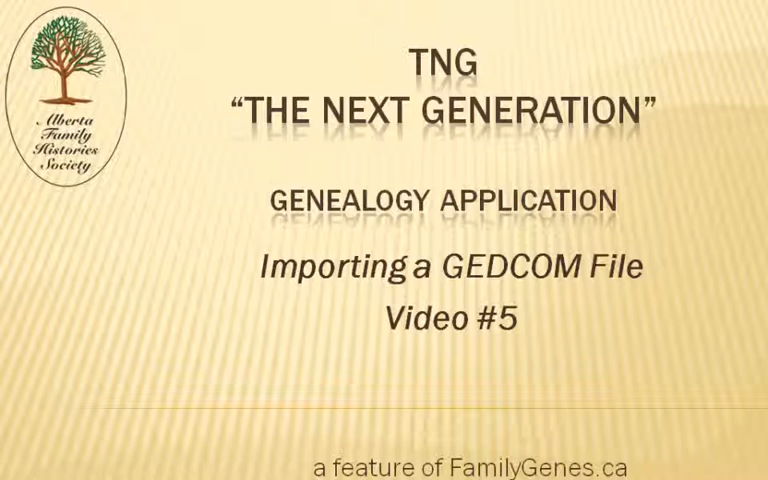 Alberta
Family
Histories
Society
TNG
“THE NEXT GENERATION”
GENEALOGY APPLICATION
Importing a GEDCOM File
Video #5
a feature of FamilyGenes.ca